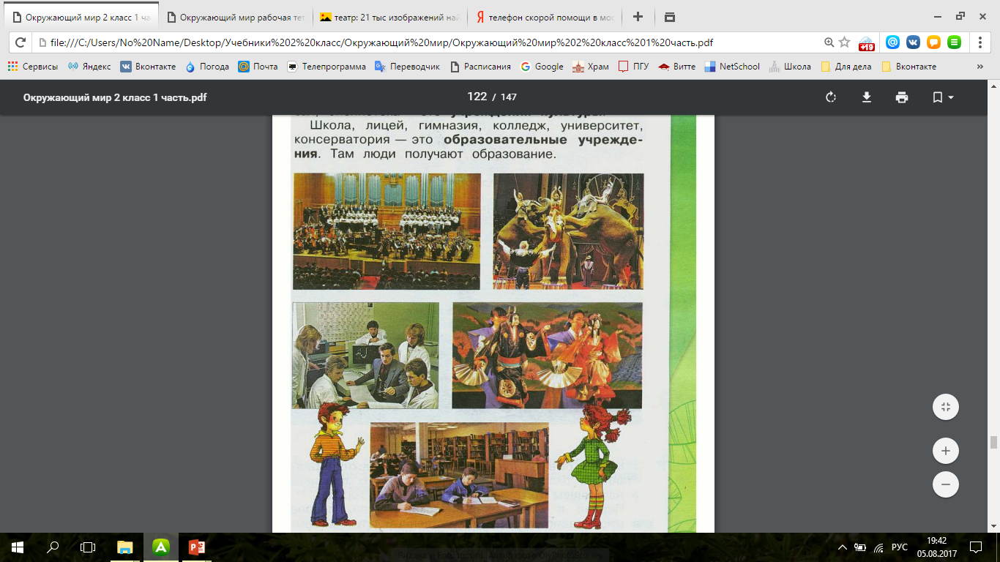 Окружающий мир 2 класс 1 ча
Окружающий мир рабочая тет
театр: 21 тыс изображений най
телефон скорой помощи в мос
file:///C:/Users/No%20Name/Desktop/Учебники%202%20класс/Окружающий%20мир/Окружающий%20мир%202%20класс%201%20часть.pdf
+19
Сервисы Яндекс Вконтакте Погода Почта Телепрограмма Переводчик Расписания Google Храм ПГУ Витте NetSchool Школа Для дела Вконтакте »
Окружающий мир 2 класс 1 часть.pdf
122 / 147
Школа, лицей, гимназия, колледж, университет,
консерватория — это образовательные учрежде-
ния. Там люди получают образование.
РУС
19:42
05.08.2017